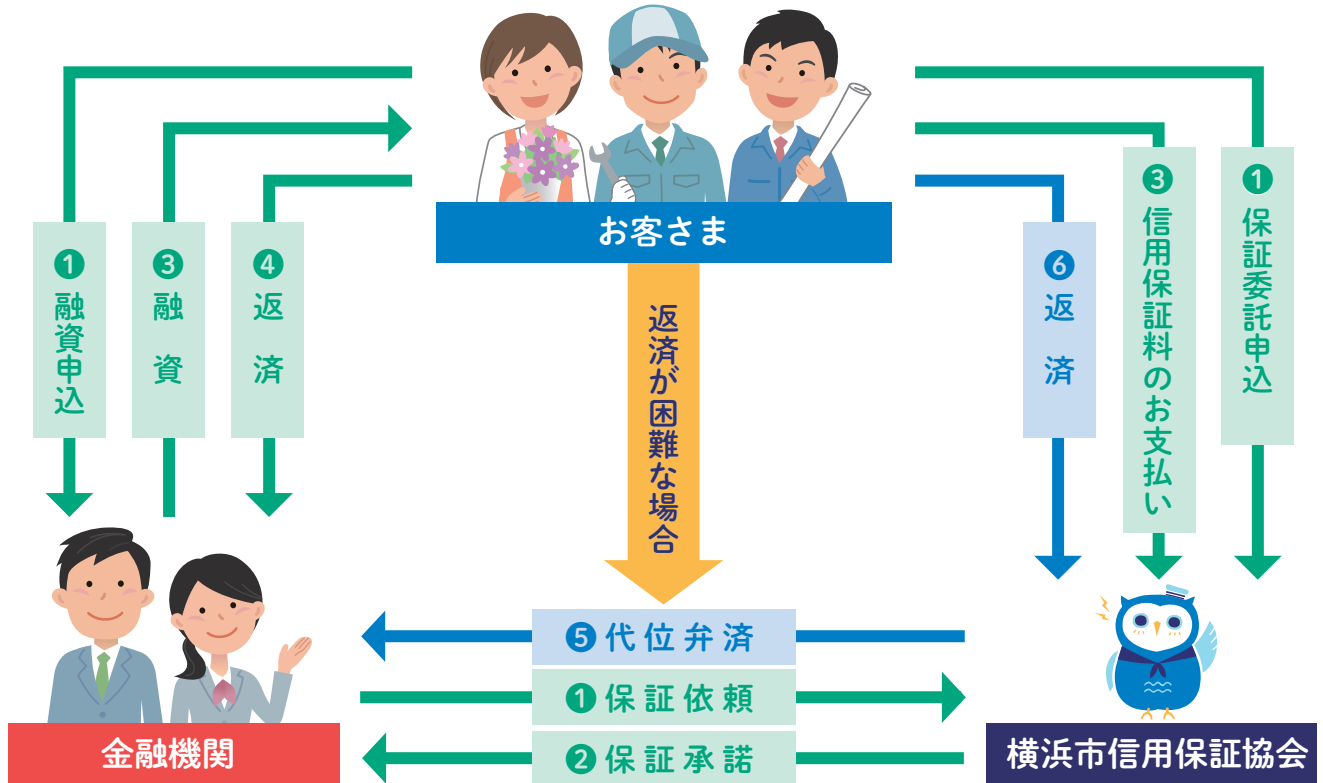 お客さま
❶融資申込
❸融資
❹返済
返済が困難な場合
❻返済
❸信用保証料のお支払い
❶保証委託申込
❺代位弁済
❶保証依頼
❷保証承諾
金融機関
横浜市信用保証協会